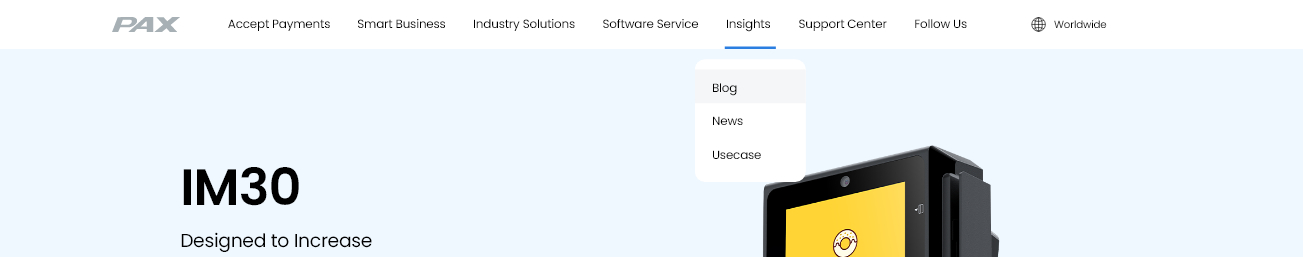 PAX Accept Payments Smart Business Industry Solutions Software Service Insights Support Center Follow Us Worldwide
Blog
News
Usecase
IM30
Designed to Increase